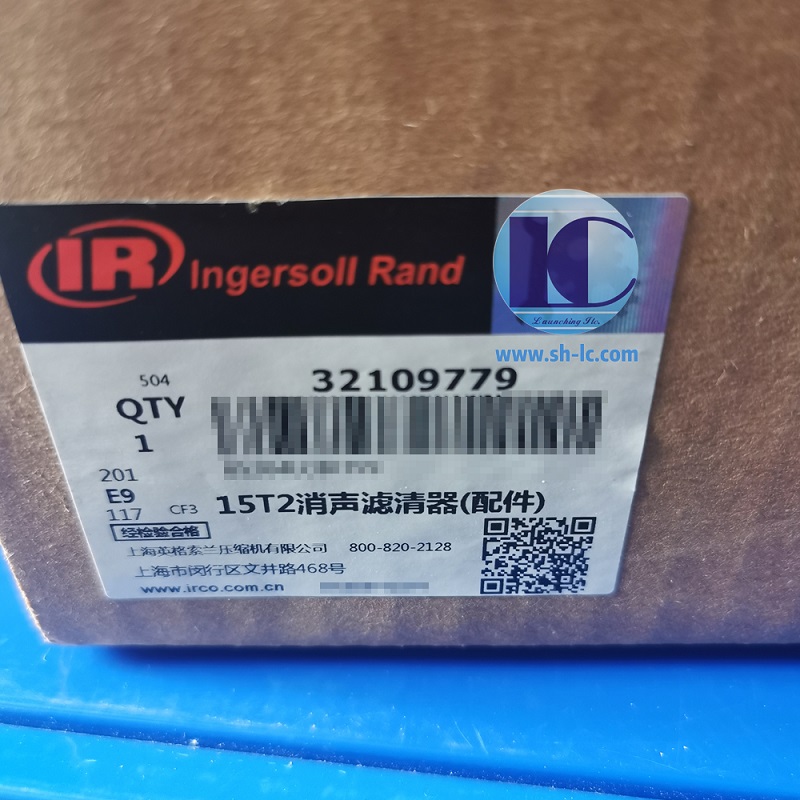 IR Ingersoll Rand
LC
Launching Itc.
www.sh-lc.com
504
32109779
QTY
1
201
E9
117 CF3
15T2消声滤清器(配件)
经检验合格
上海英格索兰压缩机有限公司 800-820-2128
上海市闵行区文井路468号
www.irco.com.cn